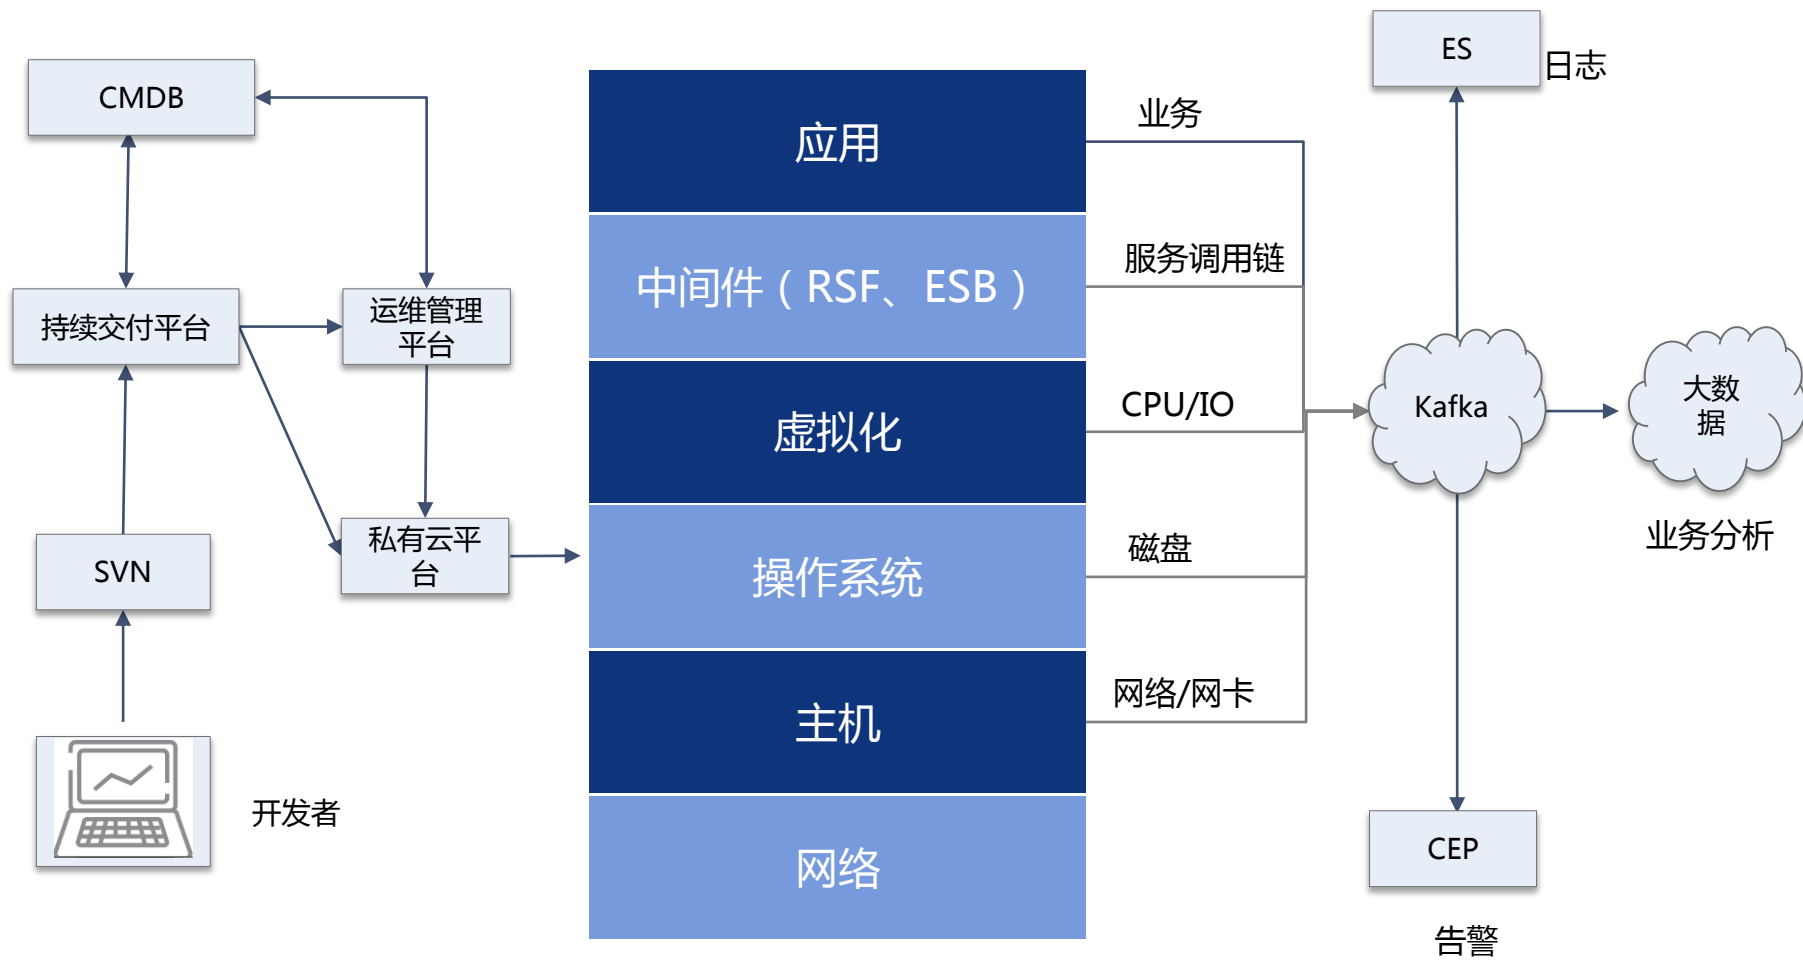 CMDB
持续交付平台
运维管理
平台
私有云平
台
SVN
开发者
应用
中间件（RSF、ESB）
虚拟化
操作系统
主机
网络
业务
服务调用链
CPU/IO
磁盘
网络/网卡
ES
日志
Kafka
大数
据
业务分析
CEP
告警